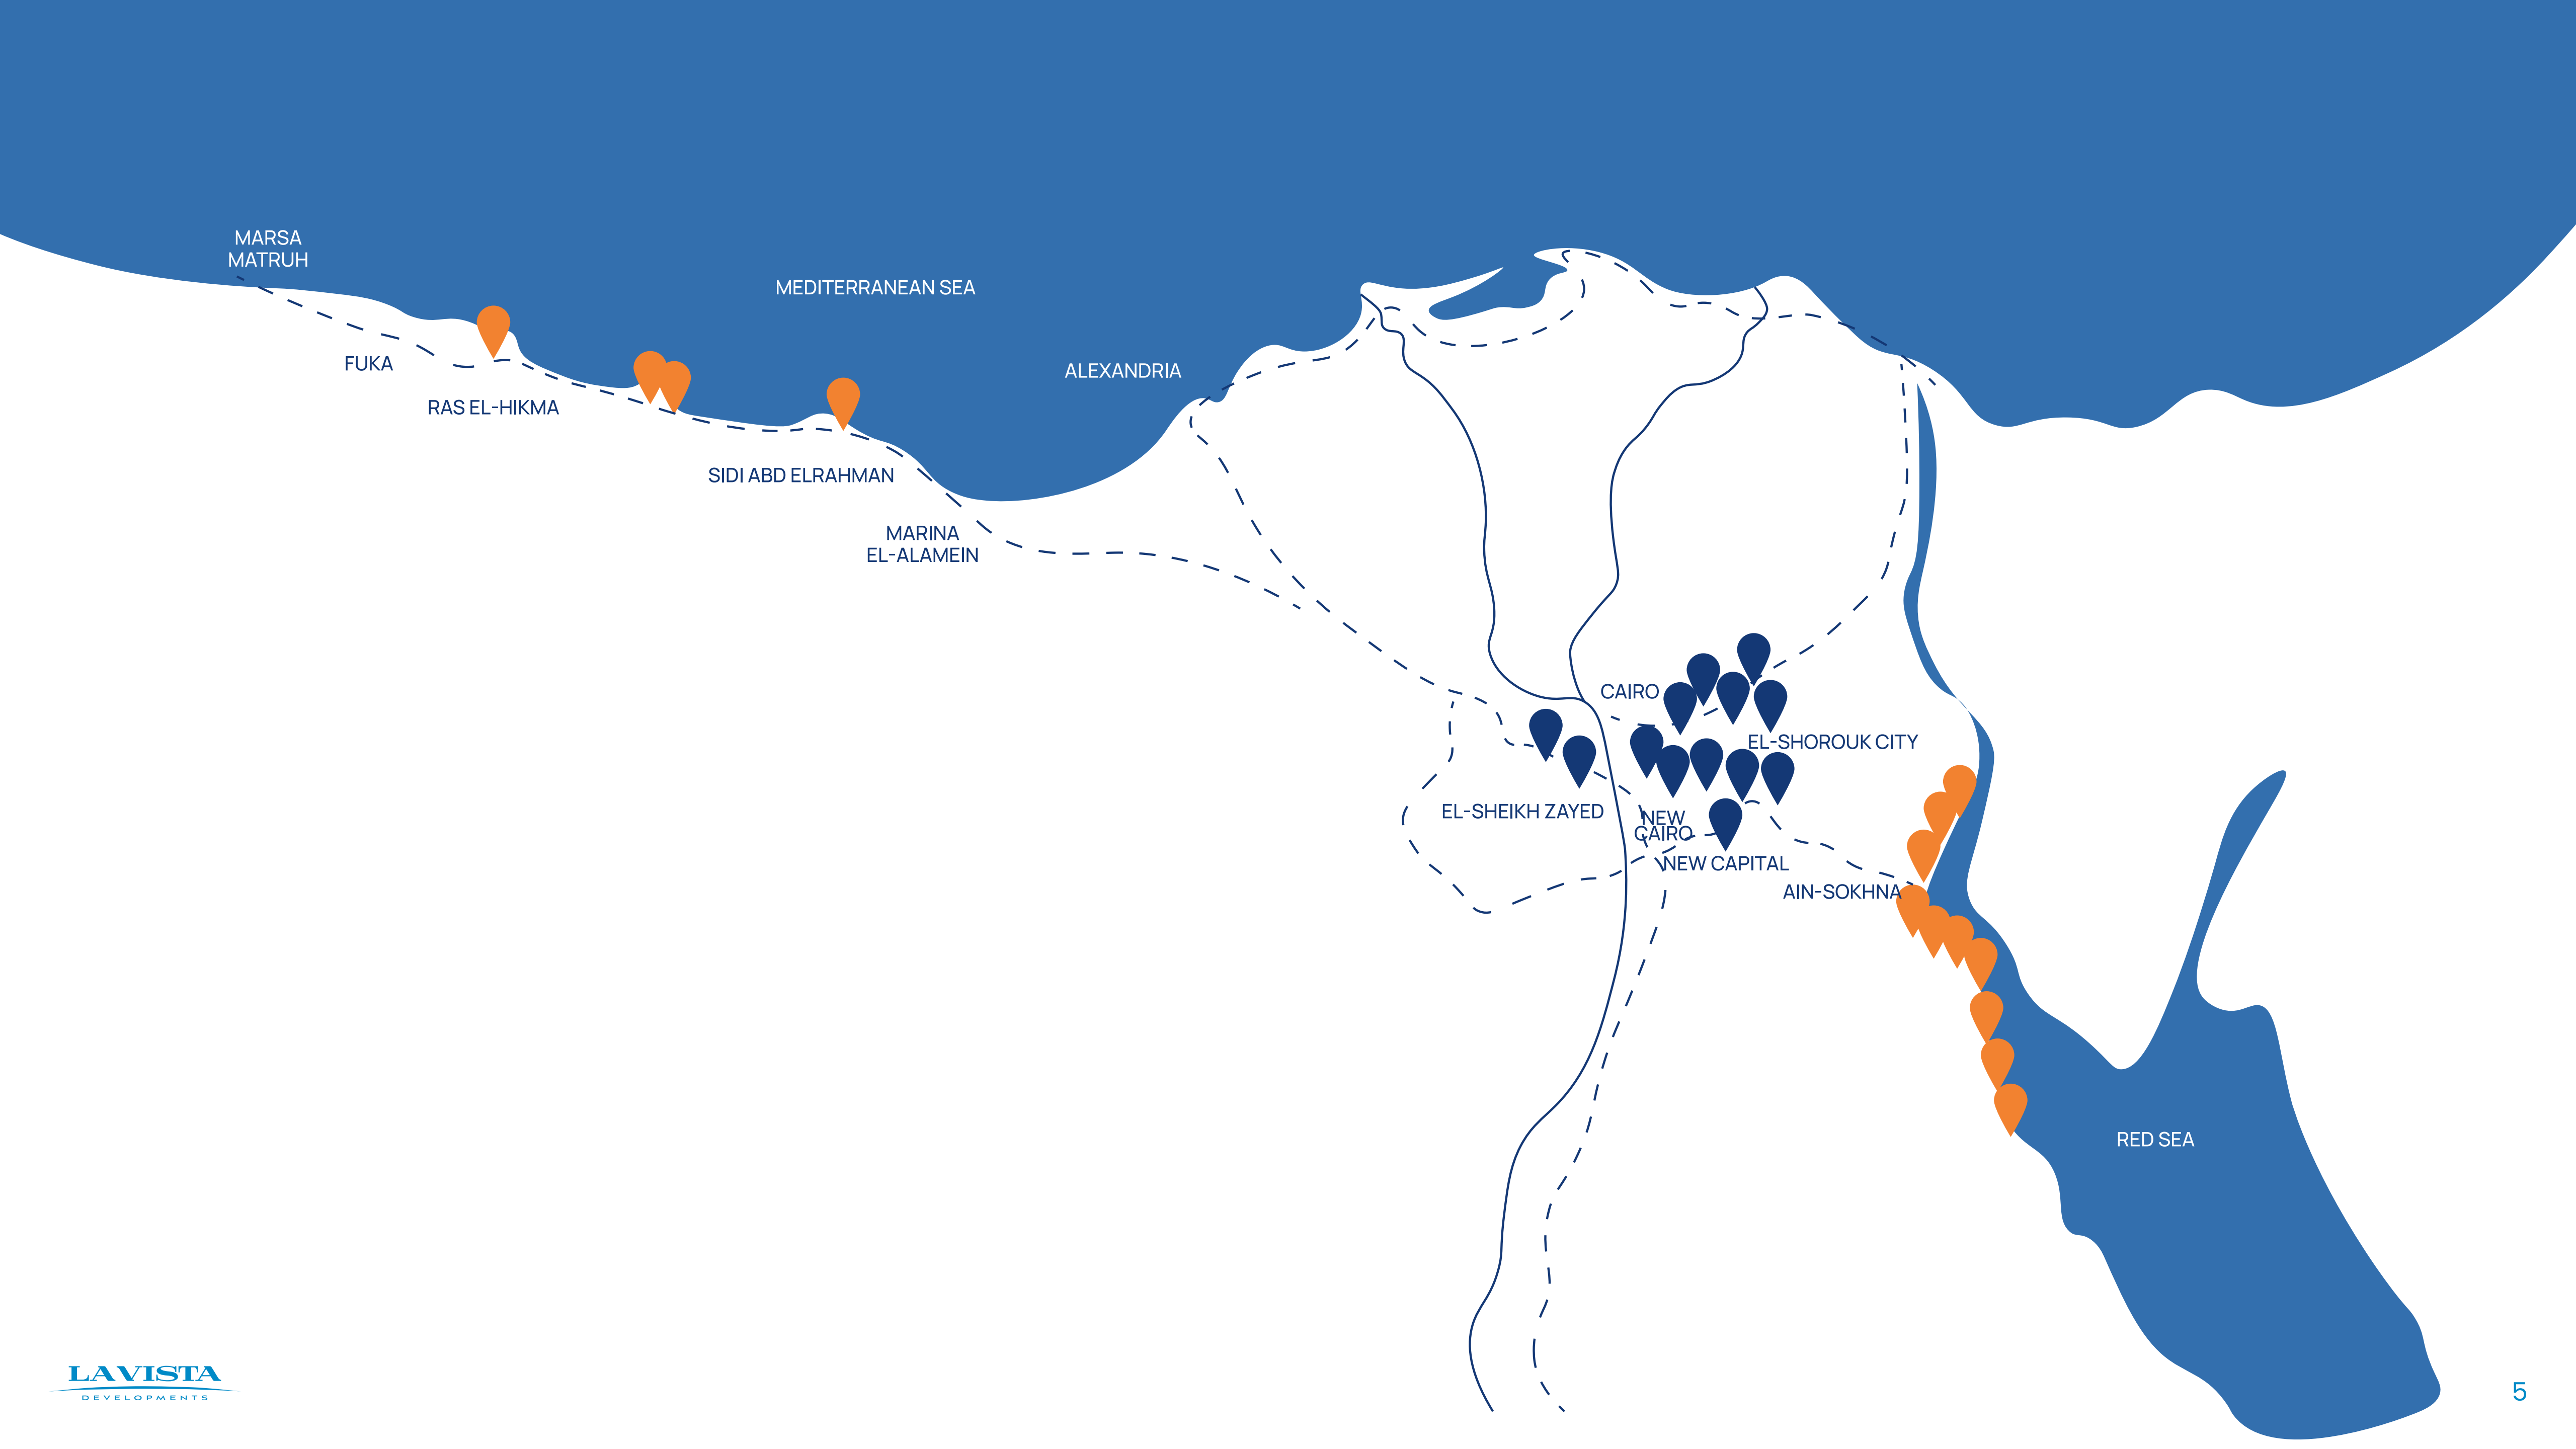 MARSA
MATRUH
MEDITERRANEAN SEA
FUKA
ALEXANDRIA
RAS EL-HIKMA
SIDI ABD ELRAHMAN
MARINA
EL-ALAMEIN
CAIRO
EL-SHOROUK CITY
EL-SHEIKH ZAYED
NEW
CAIRO
NEW CAPITAL
AIN-SOKHNA
RED SEA
LAVISTA
DEVELOPMENTS
5